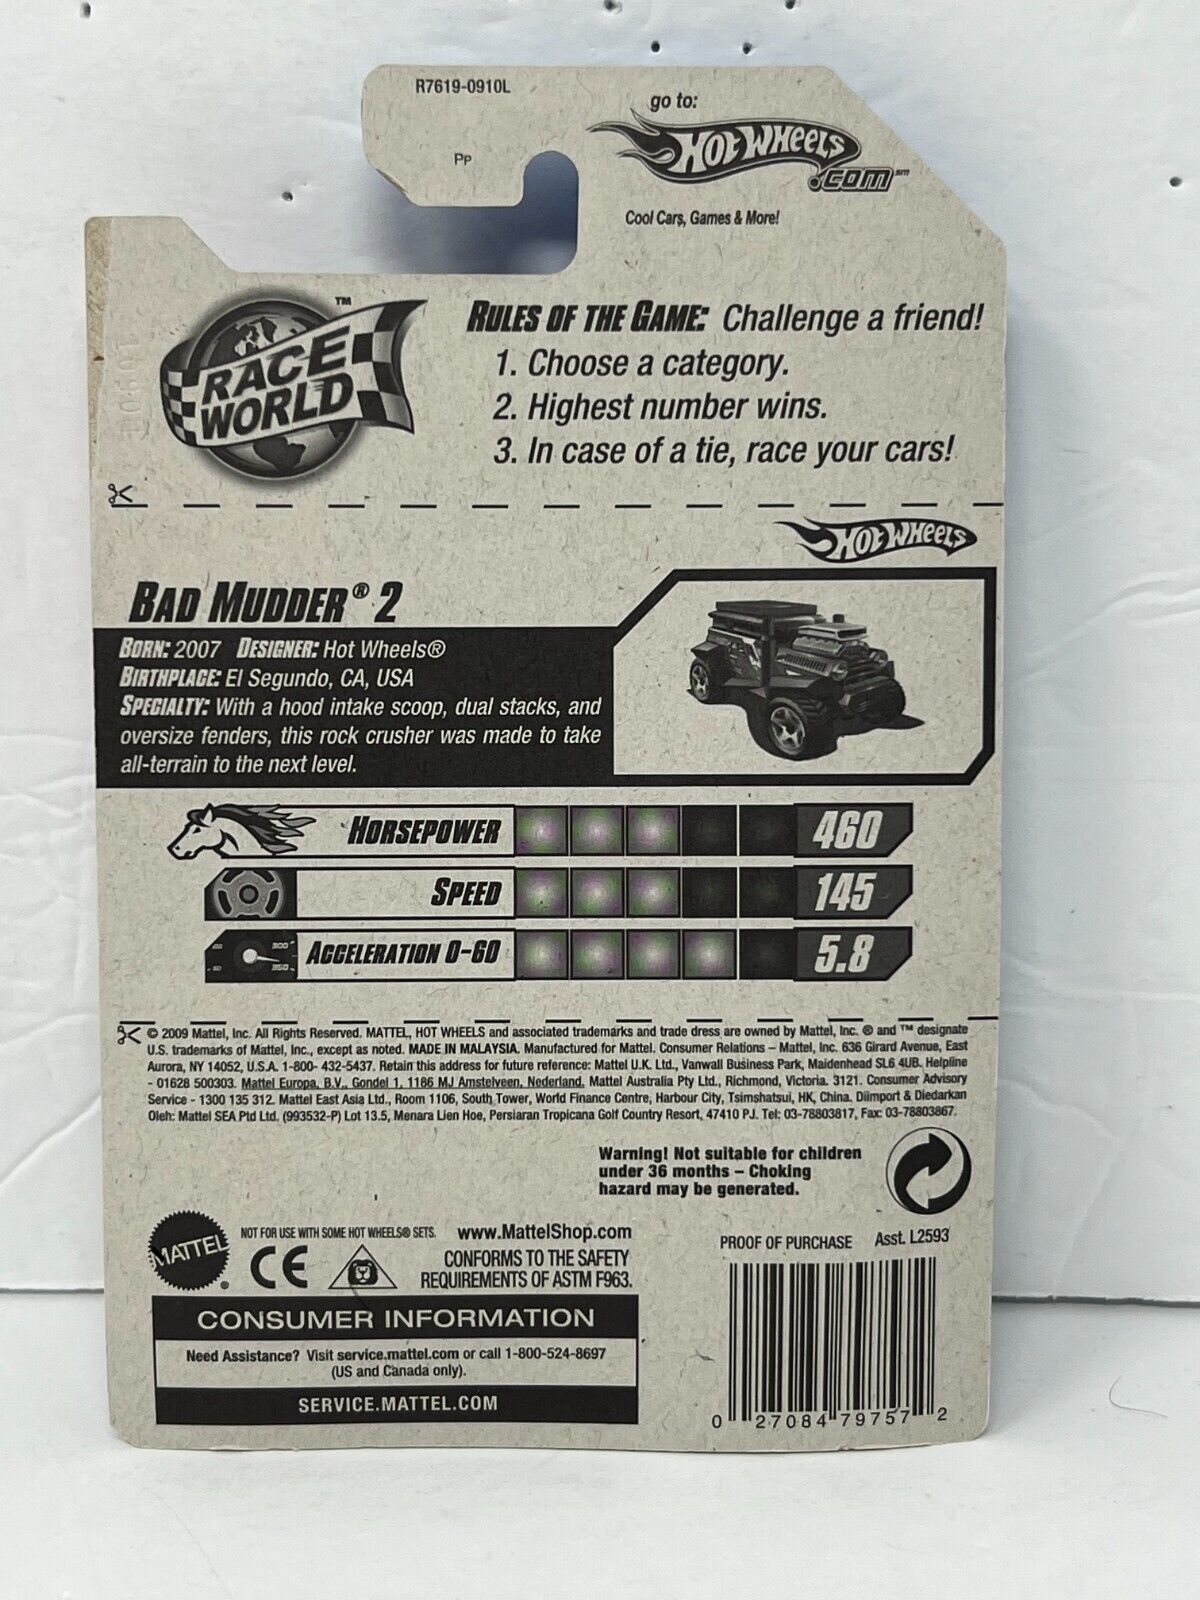 R7619-0910L
Pp
go to:
HOT WHEELS
.COM℠
Cool Cars, Games & More!
RACE
WORLD
™
RULES OF THE GAME: Challenge a friend!
1. Choose a category.
2. Highest number wins.
3. In case of a tie, race your cars!
HOT WHEELS
BAD MUDDER® 2
BORN: 2007 DESIGNER: Hot Wheels®
BIRTHPLACE: El Segundo, CA, USA
SPECIALTY: With a hood intake scoop, dual stacks, and
oversize fenders, this rock crusher was made to take
all-terrain to the next level.
HORSEPOWER 460
SPEED 145
ACCELERATION 0-60 5.8
© 2009 Mattel, Inc. All Rights Reserved. MATTEL, HOT WHEELS and associated trademarks and trade dress are owned by Mattel, Inc. ® and ™ designate
U.S. trademarks of Mattel, Inc., except as noted. MADE IN MALAYSIA. Manufactured for Mattel. Consumer Relations – Mattel, Inc. 636 Girard Avenue, East
Aurora, NY 14052, U.S.A. 1-800- 432-5437. Retain this address for future reference: Mattel U.K. Ltd., Vanwall Business Park, Maidenhead SL6 4UB. Helpline
- 01628 500303. Mattel Europa, B.V., Gondel 1, 1186 MJ Amstelveen, Nederland. Mattel Australia Pty Ltd., Richmond, Victoria. 3121. Consumer Advisory
Service - 1300 135 312. Mattel East Asia Ltd., Room 1106, South Tower, World Finance Centre, Harbour City, Tsimshatsui, HK, China. Diimport & Diedarkan
Oleh: Mattel SEA Ptd Ltd. (993532-P) Lot 13.5, Menara Lien Hoe, Persiaran Tropicana Golf Country Resort, 47410 PJ. Tel: 03-78803817, Fax: 03-78803867.
Warning! Not suitable for children
under 36 months – Choking
hazard may be generated.
MATTEL
NOT FOR USE WITH SOME HOT WHEELS® SETS.
CE
www.MattelShop.com
CONFORMS TO THE SAFETY
REQUIREMENTS OF ASTM F963.
PROOF OF PURCHASE Asst. L2593
CONSUMER INFORMATION
Need Assistance? Visit service.mattel.com or call 1-800-524-8697
(US and Canada only).
SERVICE.MATTEL.COM
0 27084 79757 2